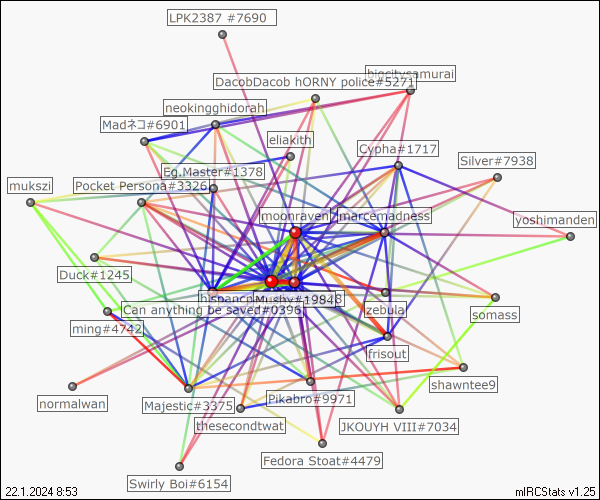 LPK2387 #7690
bigcitysamurai
DacobDacob hORNY police#5271
neokingghidorah
Madネコ#6901
eliakith
Cypha#1717
Silver#7938
Eg.Master#1378
mukszi
Pocket Persona#3326
moonraven
marcemadness
yoshimanden
Duck#1245
Mushy#19848
Can anything be saved#0396
zebula
somass
ming#4742
frisout
shawntee9
normalwan
Majestic#3375
Pikabro#9971
thesecondtwat
JKOUYH VIII#7034
Fedora Stoat#4479
Swirly Boi#6154
22.1.2024 8:53
mIRCStats v1.25